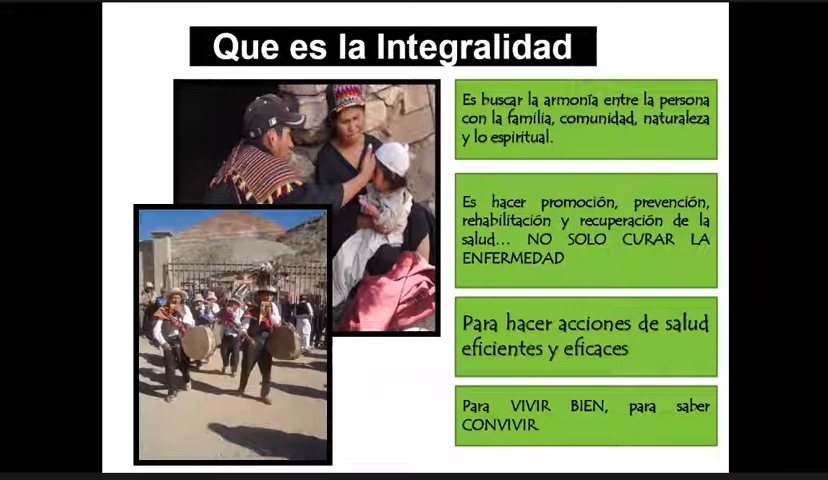 Que es la Integralidad
Es buscar la armonía entre la persona
con la familia, comunidad, naturaleza
y lo espiritual.
Es hacer promoción, prevención,
rehabilitación y recuperación de la
salud... NO SOLO CURAR LA
ENFERMEDAD
Para hacer acciones de salud
eficientes y eficaces
Para VIVIR BIEN, para saber
CONVIVIR